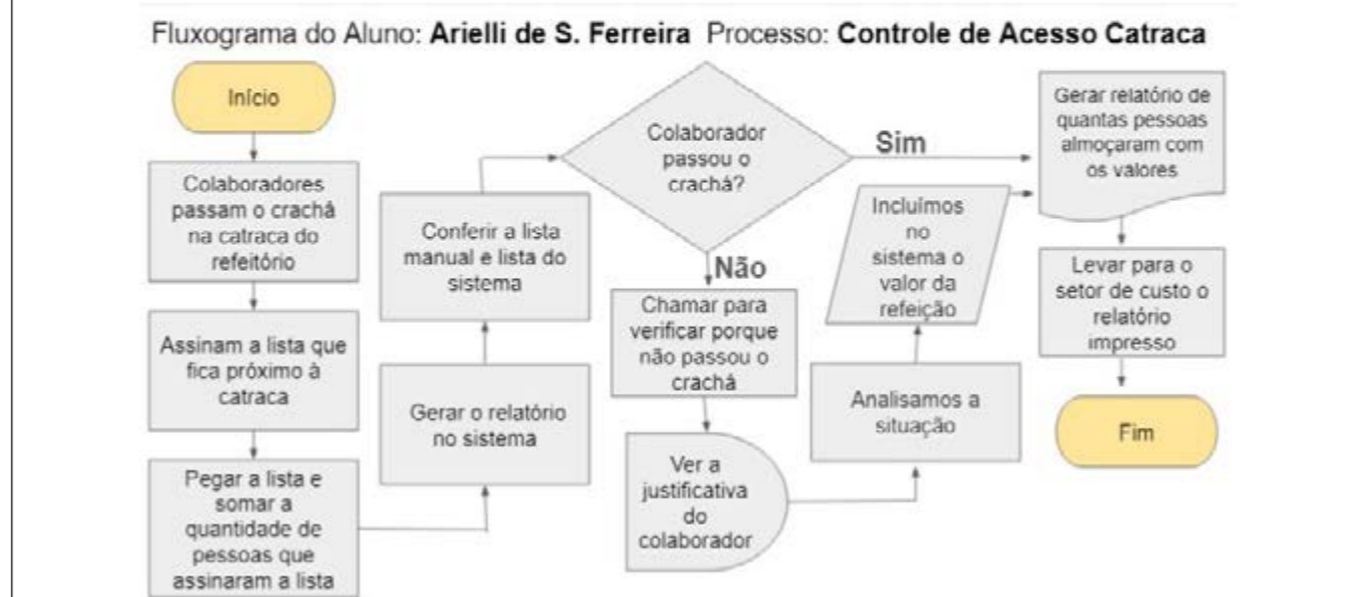 Fluxograma do Aluno: Arielli de S. Ferreira Processo: Controle de Acesso Catraca
Início
Colaboradores
passam o crachá
na catraca do
refeitório
Assinam a lista que
fica próximo à
catraca
Pegar a lista e
somar a
quantidade de
pessoas que
assinaram a lista
Gerar o relatório
no sistema
Conferir a lista
manual e lista do
sistema
Colaborador
passou o
crachá?
Sim
Não
Chamar para
verificar porque
não passou o
crachá
Ver a
justificativa
do
colaborador
Analisamos a
situação
Incluímos
no
sistema o
valor da
refeição
Gerar relatório de
quantas pessoas
almoçaram com
os valores
Levar para o
setor de custo o
relatório
impresso
Fim